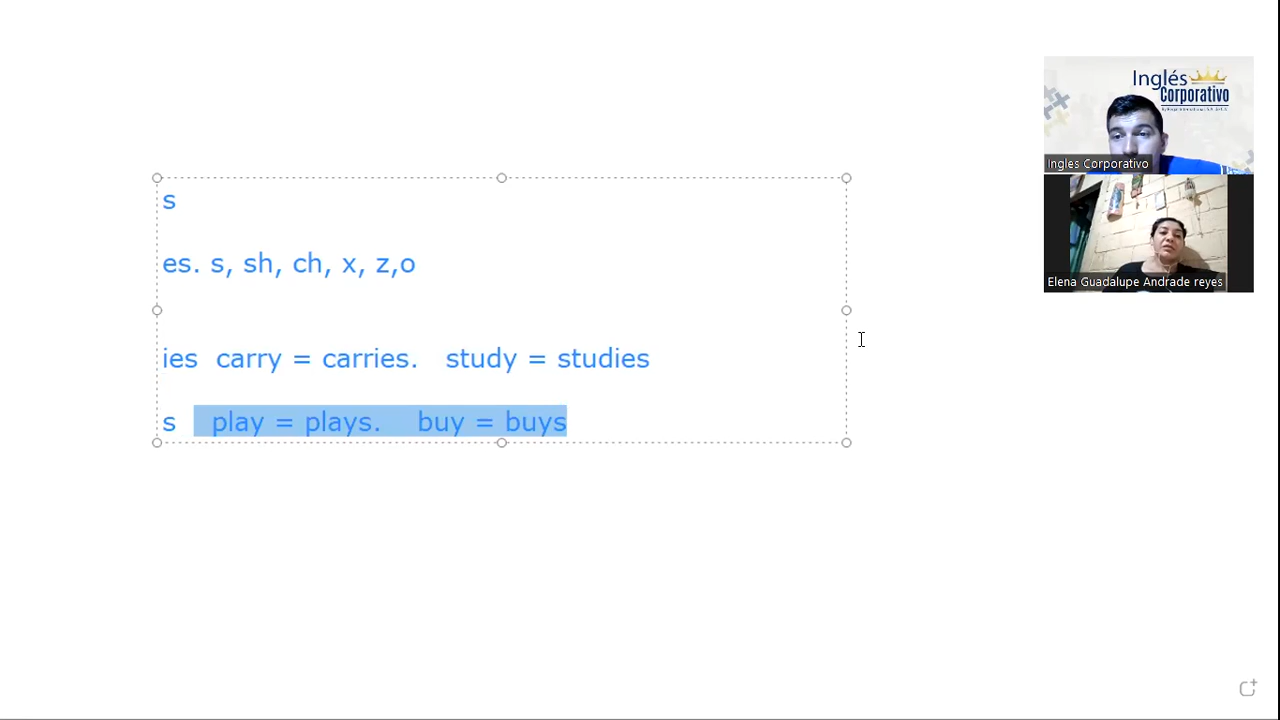 s
es. s, sh, ch, x, z,o
ies carry = carries. study = studies
s play = plays. buy = buys
Inglés
Corporativo
Ingles Corporativo
Elena Guadalupe Andrade reyes